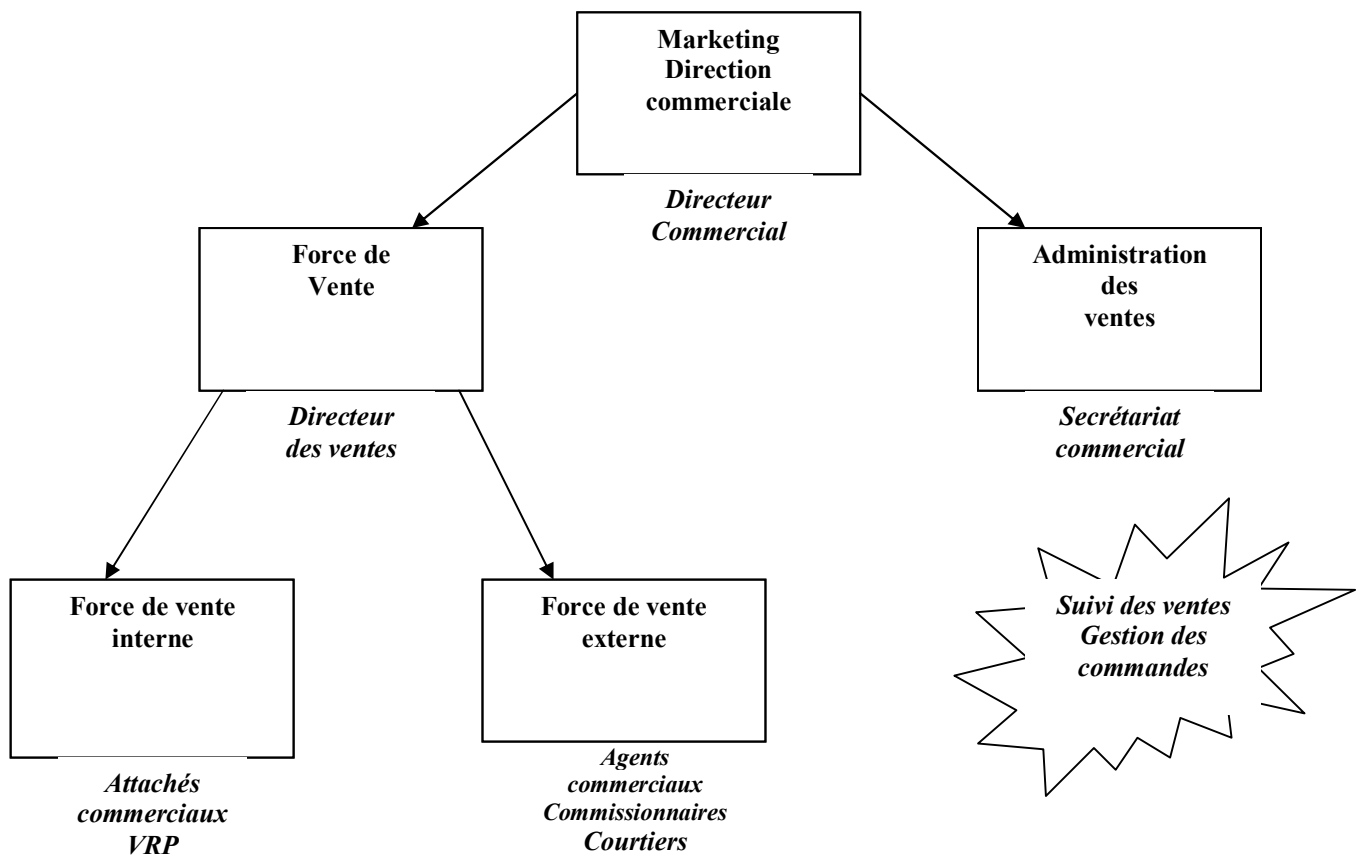 Marketing
Direction
commerciale
Directeur
Commercial
Force de
Vente
Directeur
des ventes
Administration
des
ventes
Secrétariat
commercial
Force de vente
interne
Attachés
commerciaux
VRP
Force de vente
externe
Agents
commerciaux
Commissionnaires
Courtiers
Suivi des ventes
Gestion des
commandes